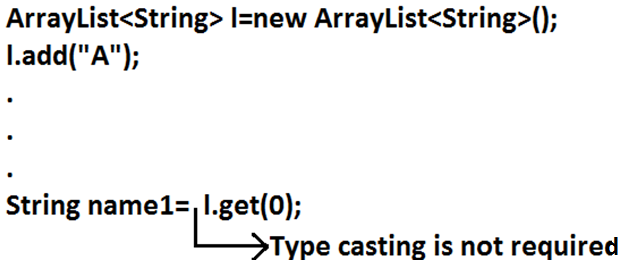 ArrayList<String> l=new ArrayList<String>();
l.add("A");
.
.
.
String name1= l.get(0);
Type casting is not required